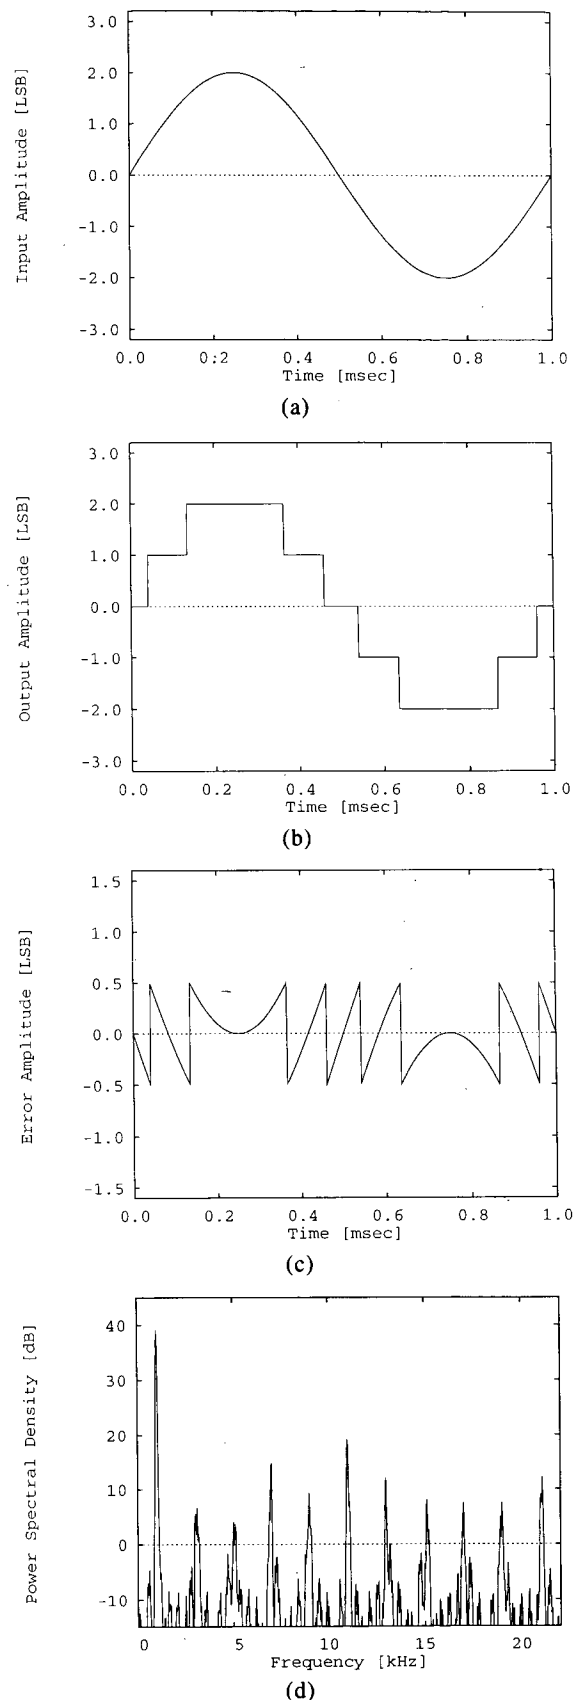 Input Amplitude [LSB]
3.0
2.0
1.0
0.0
-1.0
-2.0
-3.0
0.0 0.2 0.4 0.6 0.8 1.0
Time [msec]
(a)
Output Amplitude [LSB]
3.0
2.0
1.0
0.0
-1.0
-2.0
-3.0
0.0 0.2 0.4 0.6 0.8 1.0
Time [msec]
(b)
Error Amplitude [LSB]
1.5
1.0
0.5
0.0
-0.5
-1.0
-1.5
0.0 0.2 0.4 0.6 0.8 1.0
Time [msec]
(c)
Power Spectral Density [dB]
40
30
20
10
0
-10
0 5 10 15 20
Frequency [kHz]
(d)